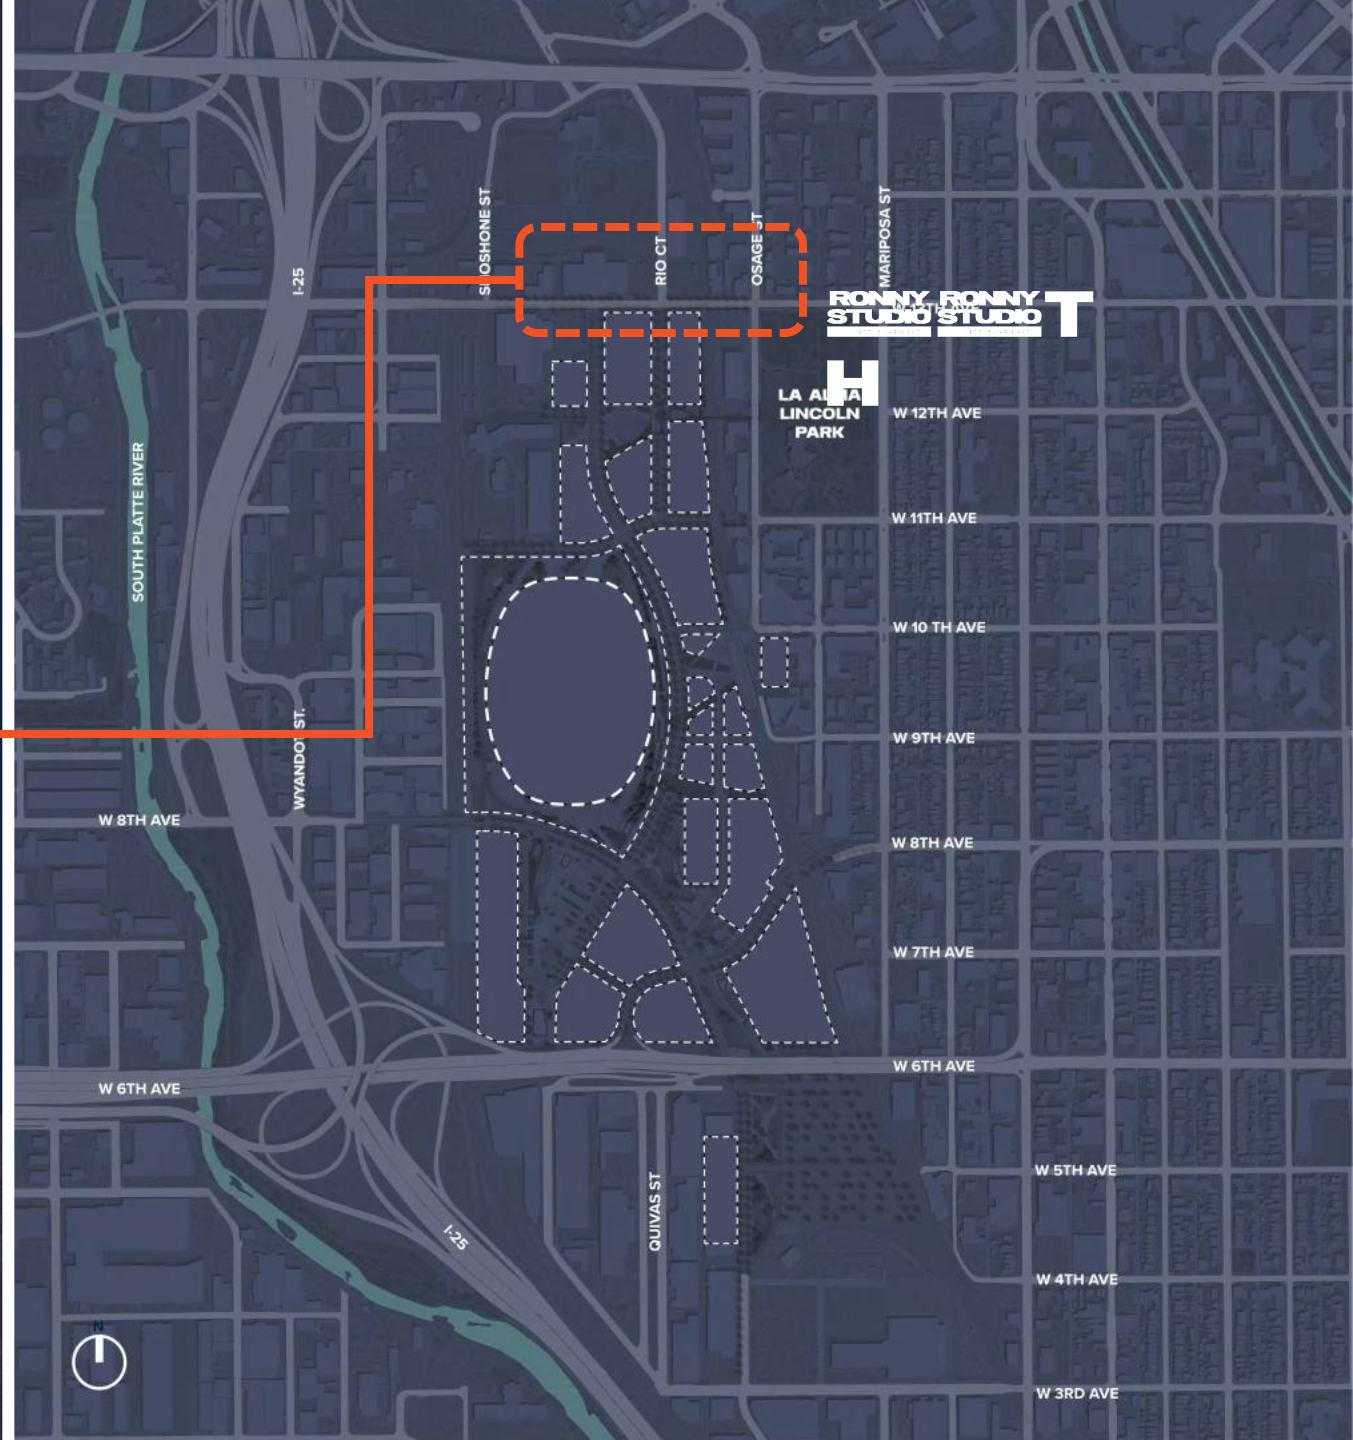 SHOSHONE ST
RIO CT
OSAGE ST
MARIPOSA ST
I-25
RONNY RONNY
STUDIO STUDIO T
H
LA ALMA
LINCOLN
PARK
W 12TH AVE
SOUTH PLATTE RIVER
W 11TH AVE
W 10 TH AVE
WYANDOT ST.
W 9TH AVE
W 8TH AVE
W 8TH AVE
W 7TH AVE
W 6TH AVE
W 6TH AVE
W 5TH AVE
QUIVAS ST
I-25
W 4TH AVE
N
W 3RD AVE